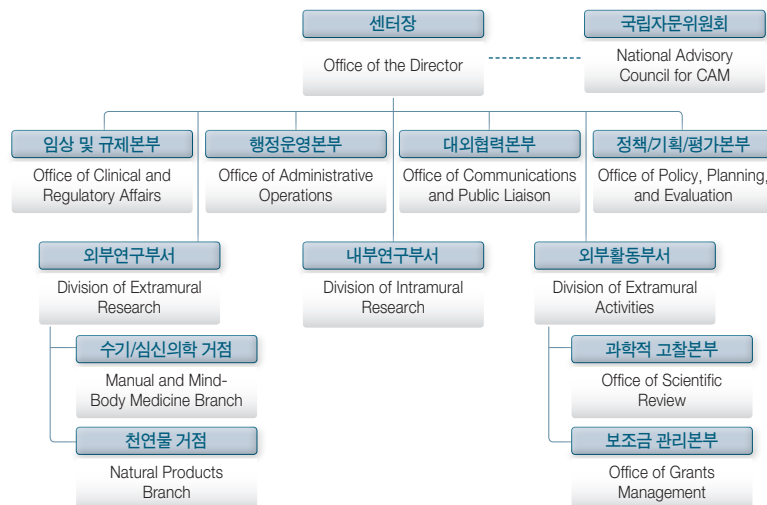 센터장
Office of the Director
국립자문위원회
National Advisory
Council for CAM
임상 및 규제본부
Office of Clinical and
Regulatory Affairs
행정운영본부
Office of Administrative
Operations
대외협력본부
Office of Communications
and Public Liaison
정책/기획/평가본부
Office of Policy, Planning,
and Evaluation
외부연구부서
Division of Extramural
Research
내부연구부서
Division of Intramural
Research
외부활동부서
Division of Extramural
Activities
수기/심신의학 거점
Manual and Mind-
Body Medicine Branch
천연물 거점
Natural Products
Branch
과학적 고찰본부
Office of Scientific
Review
보조금 관리본부
Office of Grants
Management